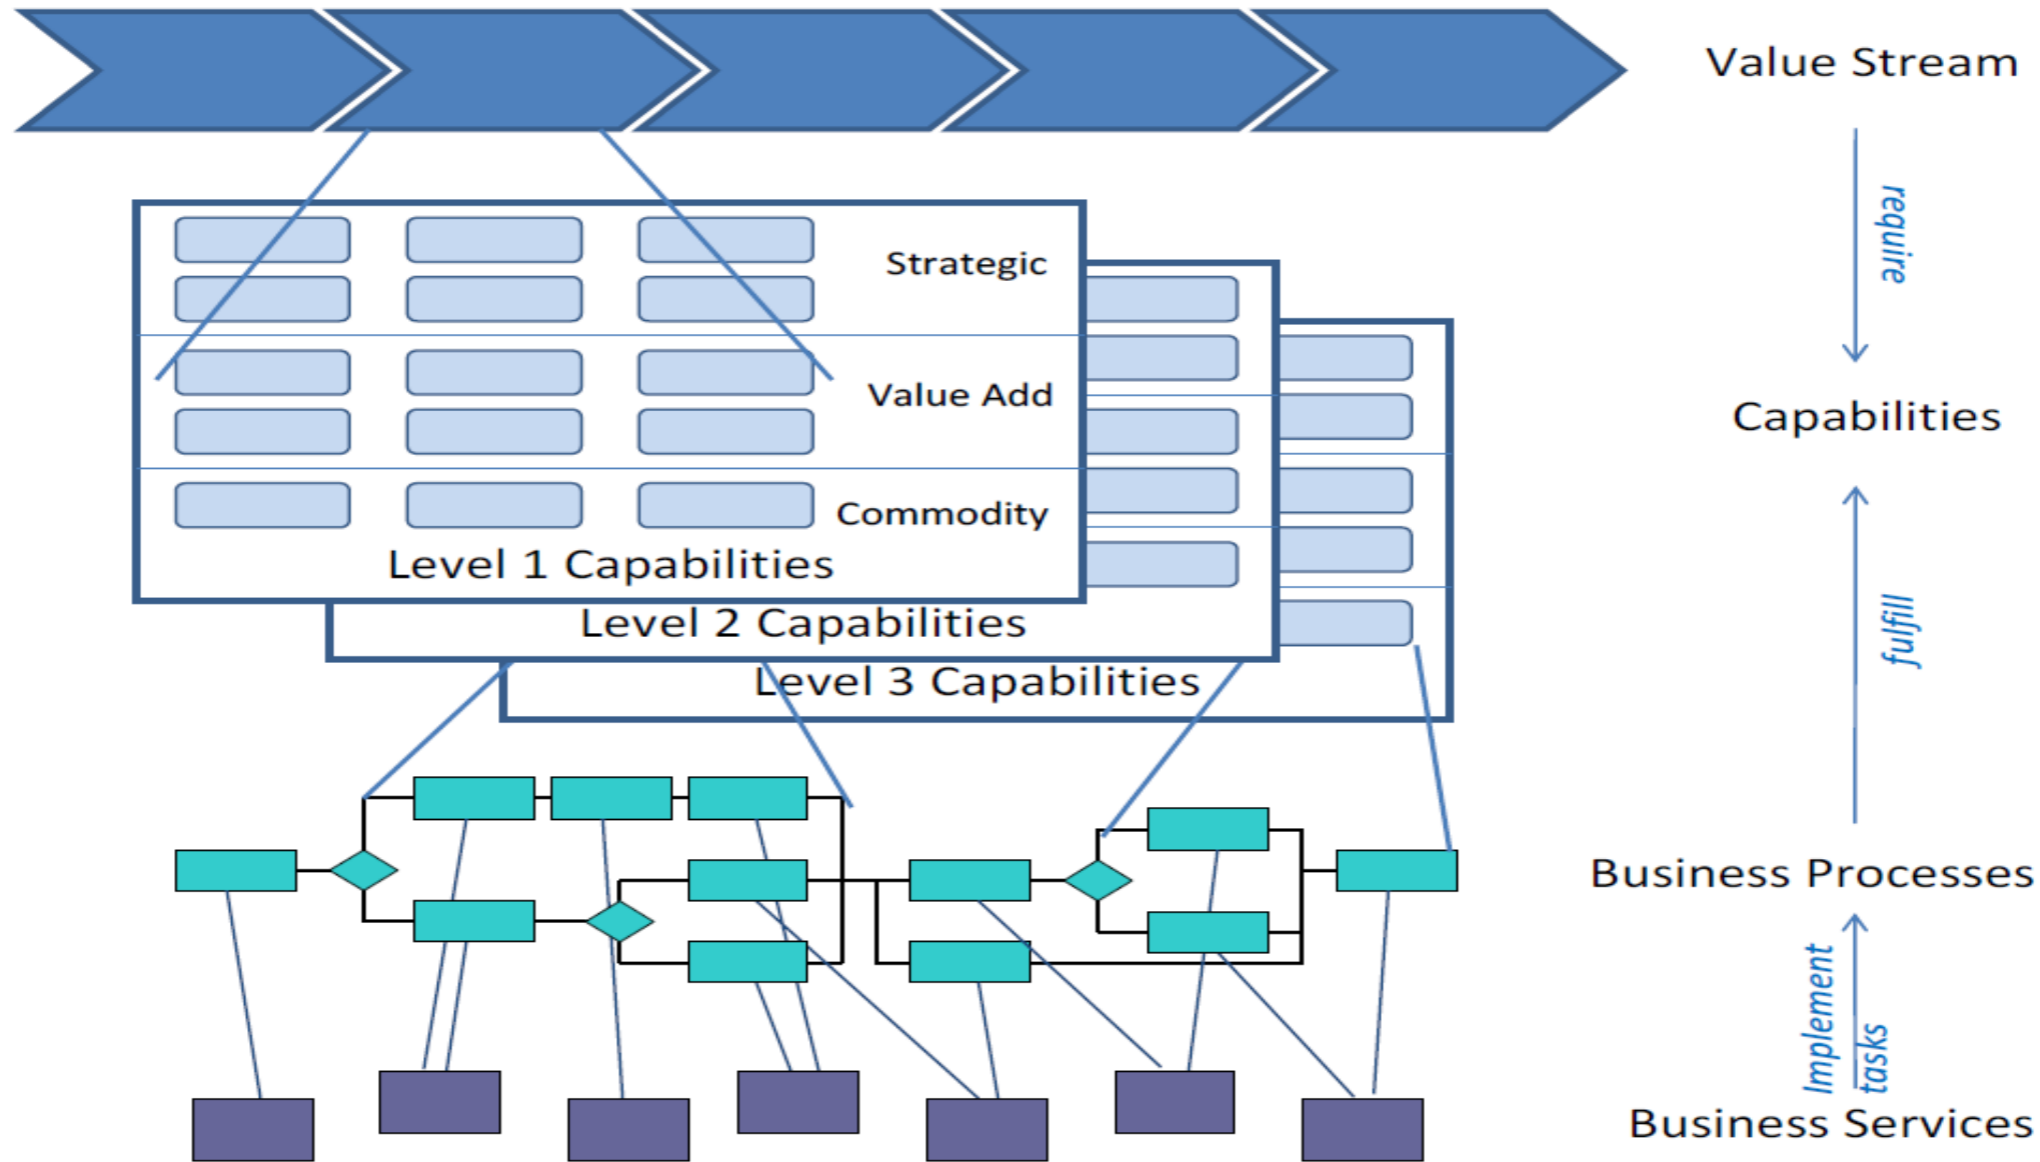 Value Stream
require
Strategic
Value Add
Capabilities
Commodity
Level 1 Capabilities
Level 2 Capabilities
fulfill
Level 3 Capabilities
Business Processes
Implement
tasks
Business Services